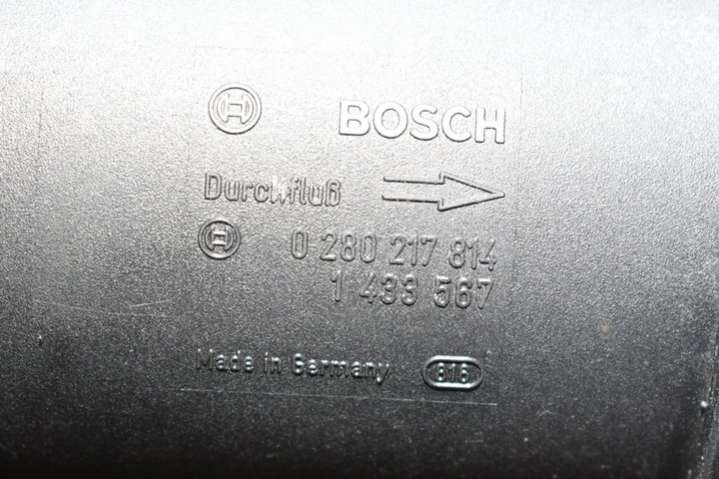 BOSCH
Durchfluß
0 280 217 814
1 433 567
Made in Germany 816